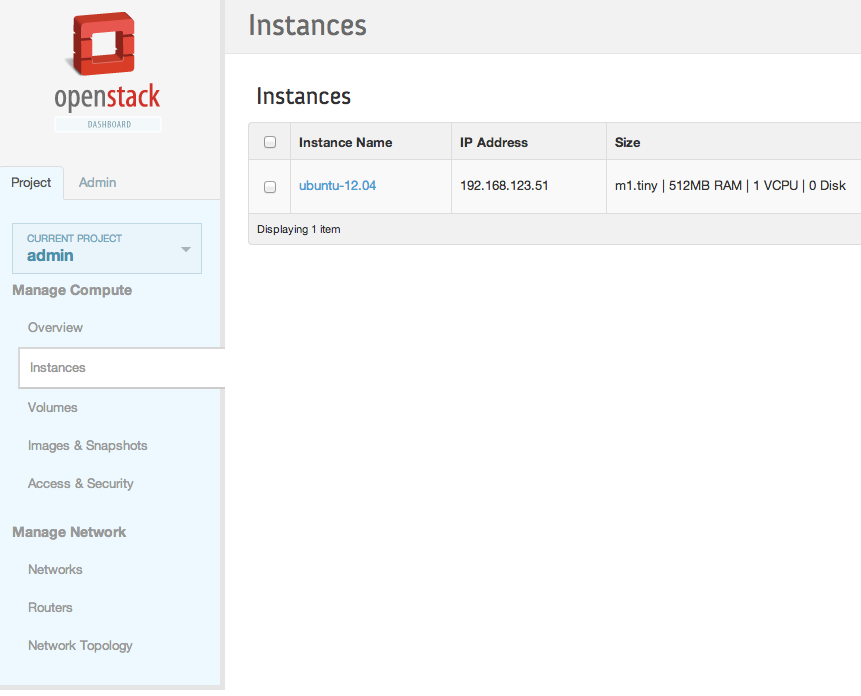 openstack
DASHBOARD
Project
Admin
CURRENT PROJECT
admin
Manage Compute
Overview
Instances
Volumes
Images & Snapshots
Access & Security
Manage Network
Networks
Routers
Network Topology
Instances
Instances
Instance Name IP Address Size
ubuntu-12.04 192.168.123.51 m1.tiny | 512MB RAM | 1 VCPU | 0 Disk
Displaying 1 item